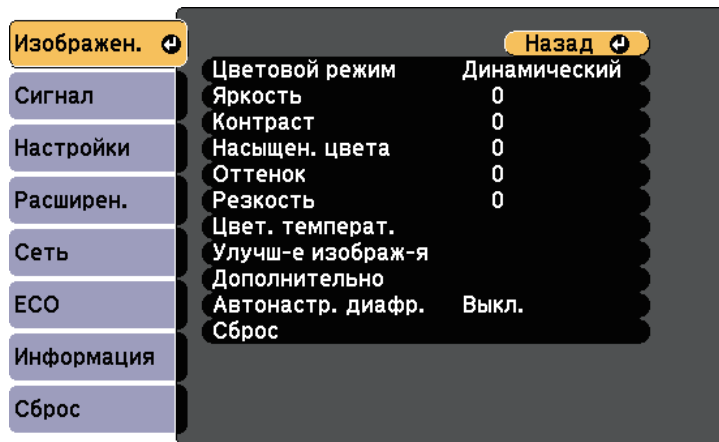 Изображен.
Сигнал
Настройки
Расширен.
Сеть
ECO
Информация
Сброс
Назад
Цветовой режим Динамический
Яркость 0
Контраст 0
Насыщен. цвета 0
Оттенок 0
Резкость 0
Цвет. температ.
Улучш-е изображ-я
Дополнительно
Автонастр. диафр. Выкл.
Сброс